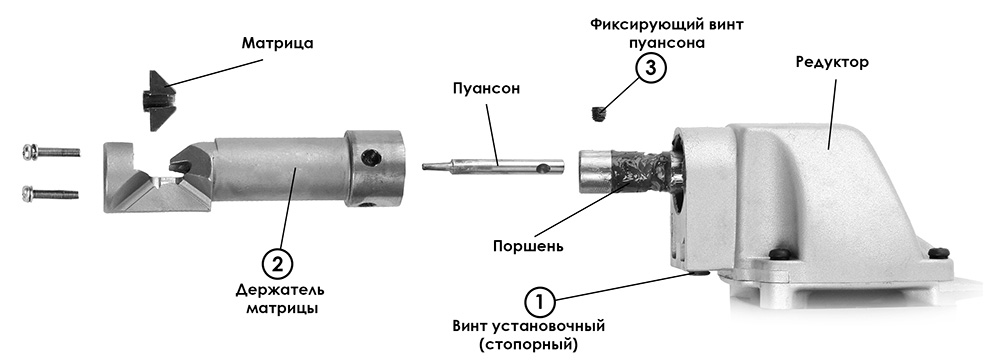 Матрица
Фиксирующий винт
пуансона
3
Редуктор
Пуансон
Поршень
2
Держатель
матрицы
1
Винт установочный
(стопорный)